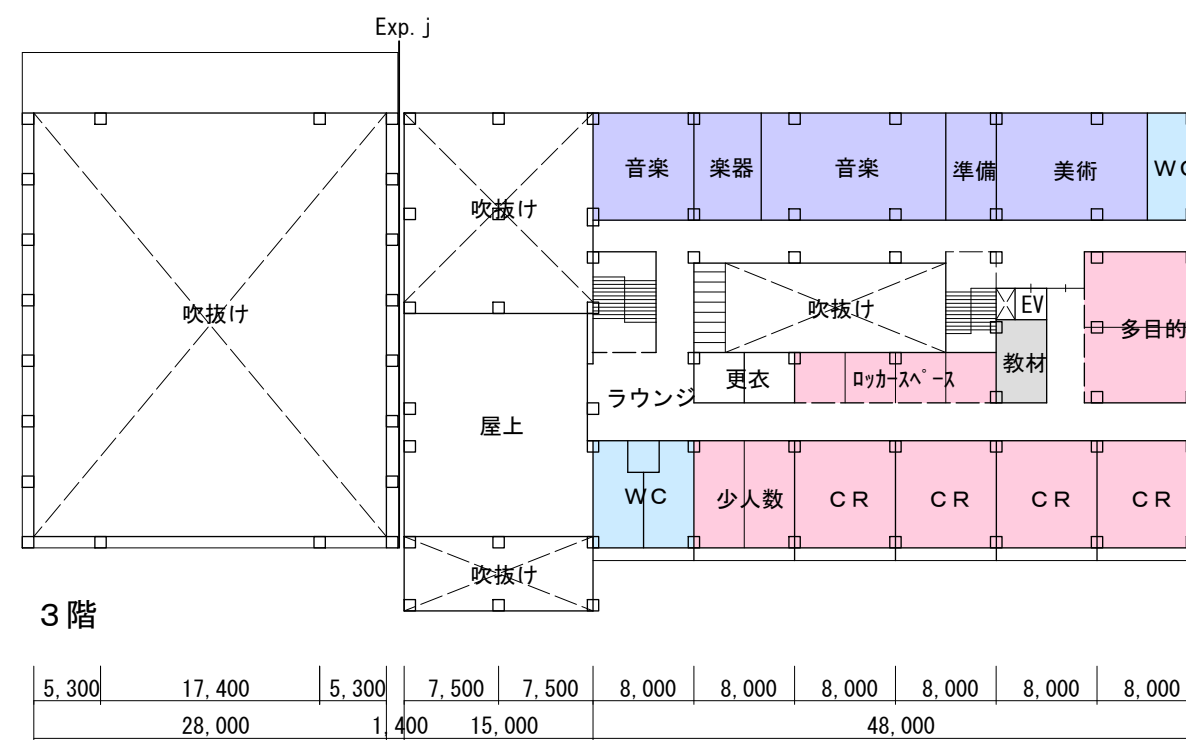 Exp. j
音楽
楽器
音楽
準備
美術
WC
吹抜け
吹抜け
吹抜け
EV
多目的
教材
更衣
ロッカースペース
ラウンジ
屋上
WC
少人数
CR
CR
CR
CR
吹抜け
3階
5,300 17,400 5,300 7,500 7,500 8,000 8,000 8,000 8,000 8,000 8,000
28,000 1,400 15,000 48,000